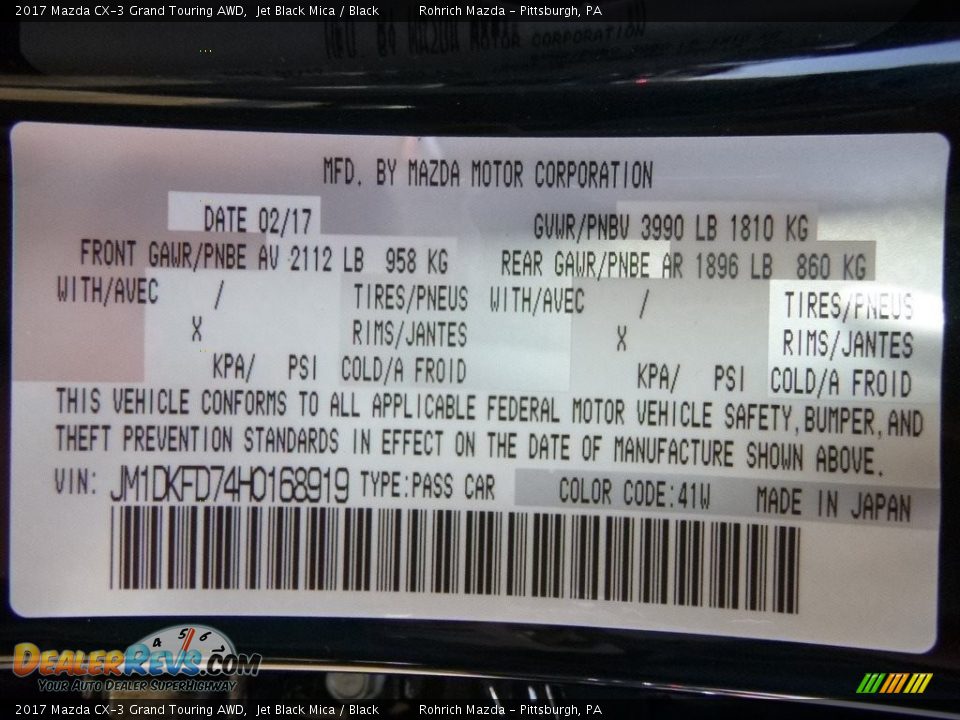 2017 Mazda CX-3 Grand Touring AWD, Jet Black Mica / Black Rohrich Mazda - Pittsburgh, PA
MFD. BY MAZDA MOTOR CORPORATION
DATE 02/17 GVWR/PNBV 3990 LB 1810 KG
FRONT GAWR/PNBE AV 2112 LB 958 KG REAR GAWR/PNBE AR 1896 LB 860 KG
WITH/AVEC / TIRES/PNEUS WITH/AVEC / TIRES/PNEUS
X RIMS/JANTES X RIMS/JANTES
KPA/ PSI COLD/A FROID KPA/ PSI COLD/A FROID
THIS VEHICLE CONFORMS TO ALL APPLICABLE FEDERAL MOTOR VEHICLE SAFETY, BUMPER, AND
THEFT PREVENTION STANDARDS IN EFFECT ON THE DATE OF MANUFACTURE SHOWN ABOVE.
VIN: JM1DKFD74H0168919 TYPE:PASS CAR COLOR CODE:41W MADE IN JAPAN
4 5 6
DEALERREVS.COM
YOUR AUTO DEALER SUPERHIGHWAY
2017 Mazda CX-3 Grand Touring AWD, Jet Black Mica / Black Rohrich Mazda - Pittsburgh, PA